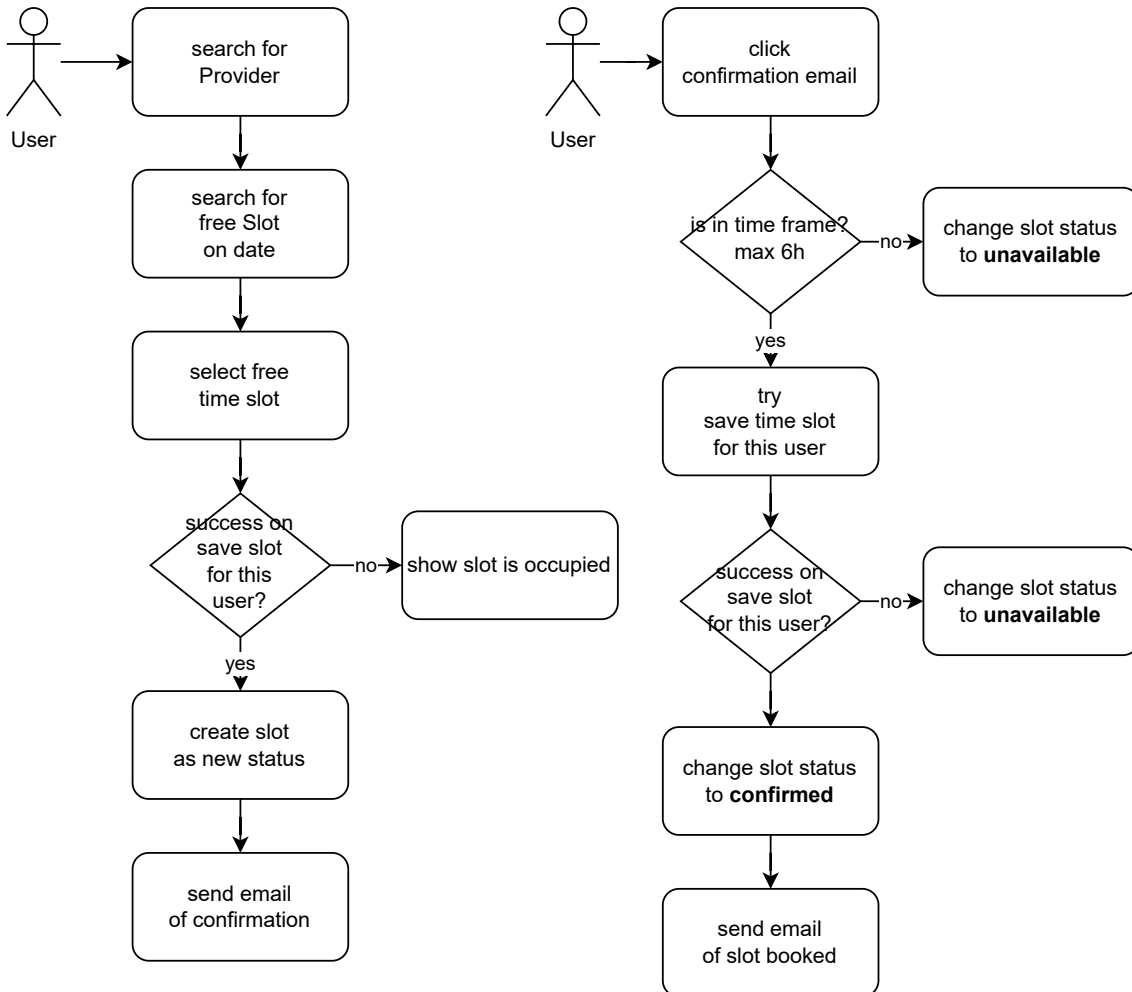 User
search for
Provider
search for
free Slot
on date
select free
time slot
success on
save slot
for this
user?
no
show slot is occupied
yes
create slot
as new status
send email
of confirmation
User
click
confirmation email
is in time frame?
max 6h
no
change slot status
to unavailable
yes
try
save time slot
for this user
success on
save slot
for this user?
no
change slot status
to unavailable
change slot status
to confirmed
send email
of slot booked